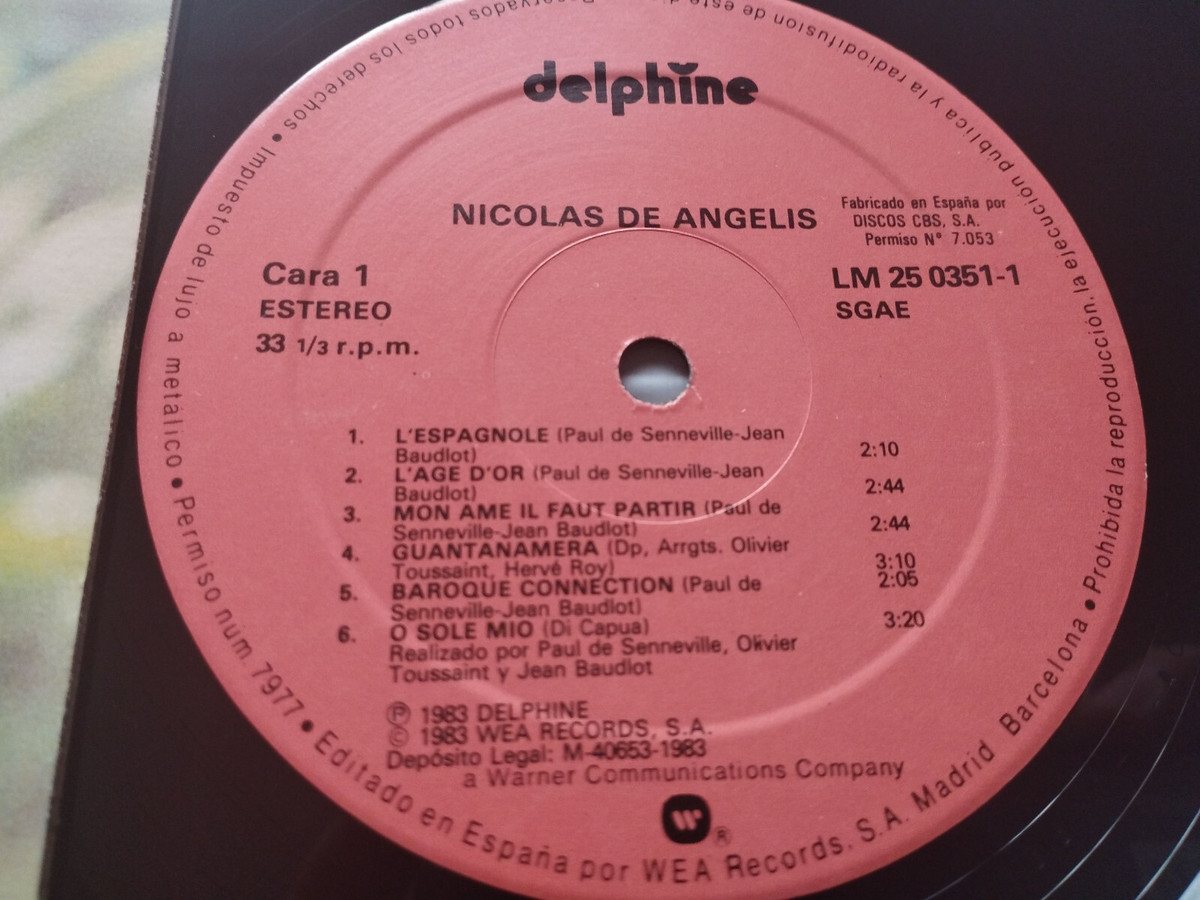 delphine
NICOLAS DE ANGELIS
Fabricado en España por
DISCOS CBS, S.A.
Permiso N° 7.053
Cara 1
ESTEREO
33 1/3 r.p.m.
LM 25 0351-1
SGAE
1. L'ESPAGNOLE (Paul de Senneville-Jean
Baudlot) 2:10
2. L'AGE D'OR (Paul de Senneville-Jean
Baudlot) 2:44
3. MON AME IL FAUT PARTIR (Paul de
Senneville-Jean Baudlot) 2:44
4. GUANTANAMERA (Dp, Arrgts. Olivier
Toussaint, Hervé Roy) 3:10
5. BAROQUE CONNECTION (Paul de 2:05
Senneville-Jean Baudlot)
6. O SOLE MIO (Di Capua) 3:20
Realizado por Paul de Senneville, Olivier
Toussaint y Jean Baudlot
℗ 1983 DELPHINE
© 1983 WEA RECORDS, S.A.
Depósito Legal: M-40653-1983
a Warner Communications Company
W ®
Editado en España por WEA Records, S.A. Madrid Barcelona • Prohibida la reproducción, la ejecución pública y la radiodifusión de este Reservados todos los derechos • Impuesto de lujo a metálico • Permiso núm. 7977 •